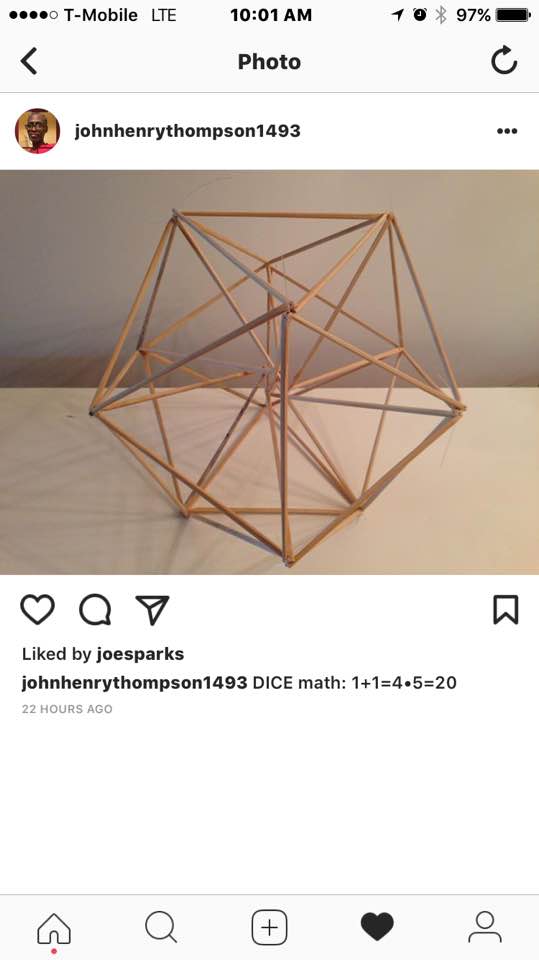 T-Mobile LTE 10:01 AM 97%
Photo
johnhenrythompson1493
Liked by joesparks
johnhenrythompson1493 DICE math: 1+1=4•5=20
22 HOURS AGO